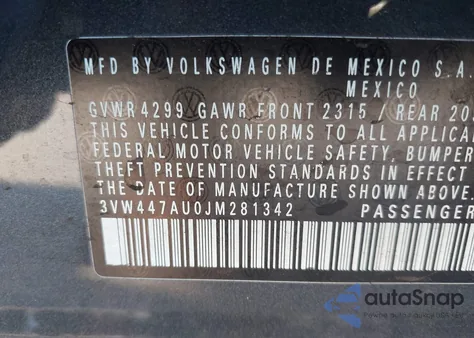 MFD BY VOLKSWAGEN DE MEXICO S.A
MEXICO
GVWR 4299 GAWR FRONT 2315 / REAR
THIS VEHICLE CONFORMS TO ALL APPLICA
FEDERAL MOTOR VEHICLE SAFETY, BUMPER
THEFT PREVENTION STANDARDS IN EFFECT
THE DATE OF MANUFACTURE SHOWN ABOVE.
3VW447AU0JM281342 PASSENGER
autoSnap